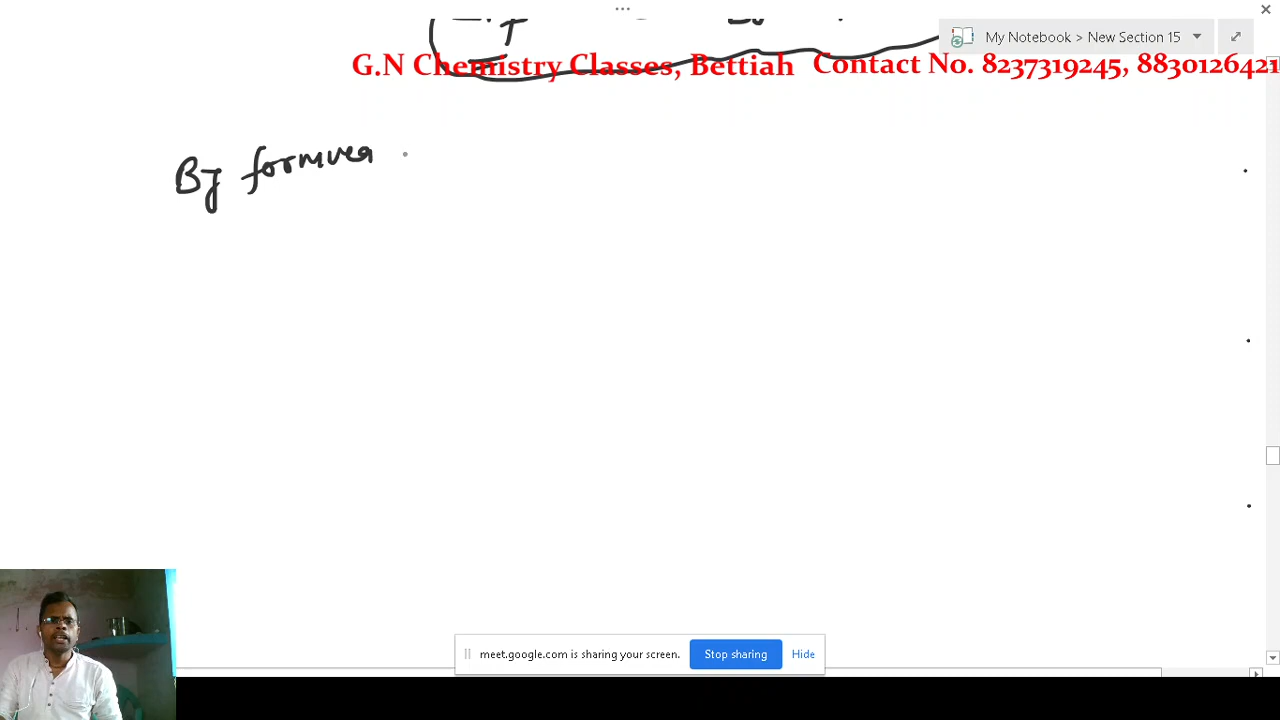 My Notebook > New Section 15
G.N Chemistry Classes, Bettiah Contact No. 8237319245, 8830126421
By formula
meet.google.com is sharing your screen. Stop sharing Hide